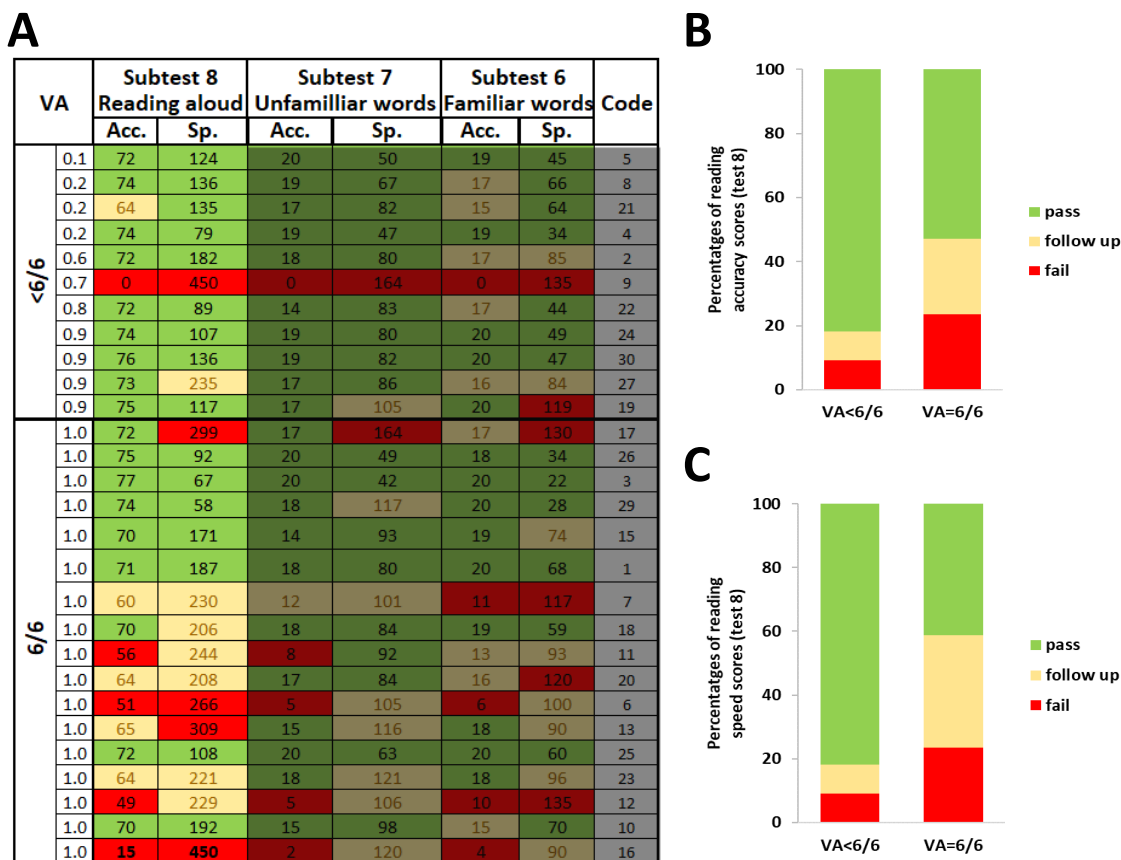 A
VA Subtest 8 Subtest 7 Subtest 6 Code
Reading aloud Unfamilliar words Familiar words
Acc. Sp. Acc. Sp. Acc. Sp.
<6/6
0.1 72 124 20 50 19 45 5
0.2 74 136 19 67 17 66 8
0.2 64 135 17 82 15 64 21
0.2 74 79 19 47 19 34 4
0.6 72 182 18 80 17 85 2
0.7 0 450 0 164 0 135 9
0.8 72 89 14 83 17 44 22
0.9 74 107 19 80 20 49 24
0.9 76 136 19 82 20 47 30
0.9 73 235 17 86 16 84 27
0.9 75 117 17 105 20 119 19
6/6
1.0 72 299 17 164 17 130 17
1.0 75 92 20 49 18 34 26
1.0 77 67 20 42 20 22 3
1.0 74 58 18 117 20 28 29
1.0 70 171 14 93 19 74 15
1.0 71 187 18 80 20 68 1
1.0 60 230 12 101 11 117 7
1.0 70 206 18 84 19 59 18
1.0 56 244 8 92 13 93 11
1.0 64 208 17 84 16 120 20
1.0 51 266 5 105 6 100 6
1.0 65 309 15 116 18 90 13
1.0 72 108 20 63 20 60 25
1.0 64 221 18 121 18 96 23
1.0 49 229 5 106 10 135 12
1.0 70 192 15 98 15 70 10
1.0 15 450 2 120 4 90 16
B
Percentatges of reading
accuracy scores (test 8)
100
80
60
40
20
0
VA<6/6 VA=6/6
pass
follow up
fail
C
Percentatges of reading
speed scores (test 8)
100
80
60
40
20
0
VA<6/6 VA=6/6
pass
follow up
fail